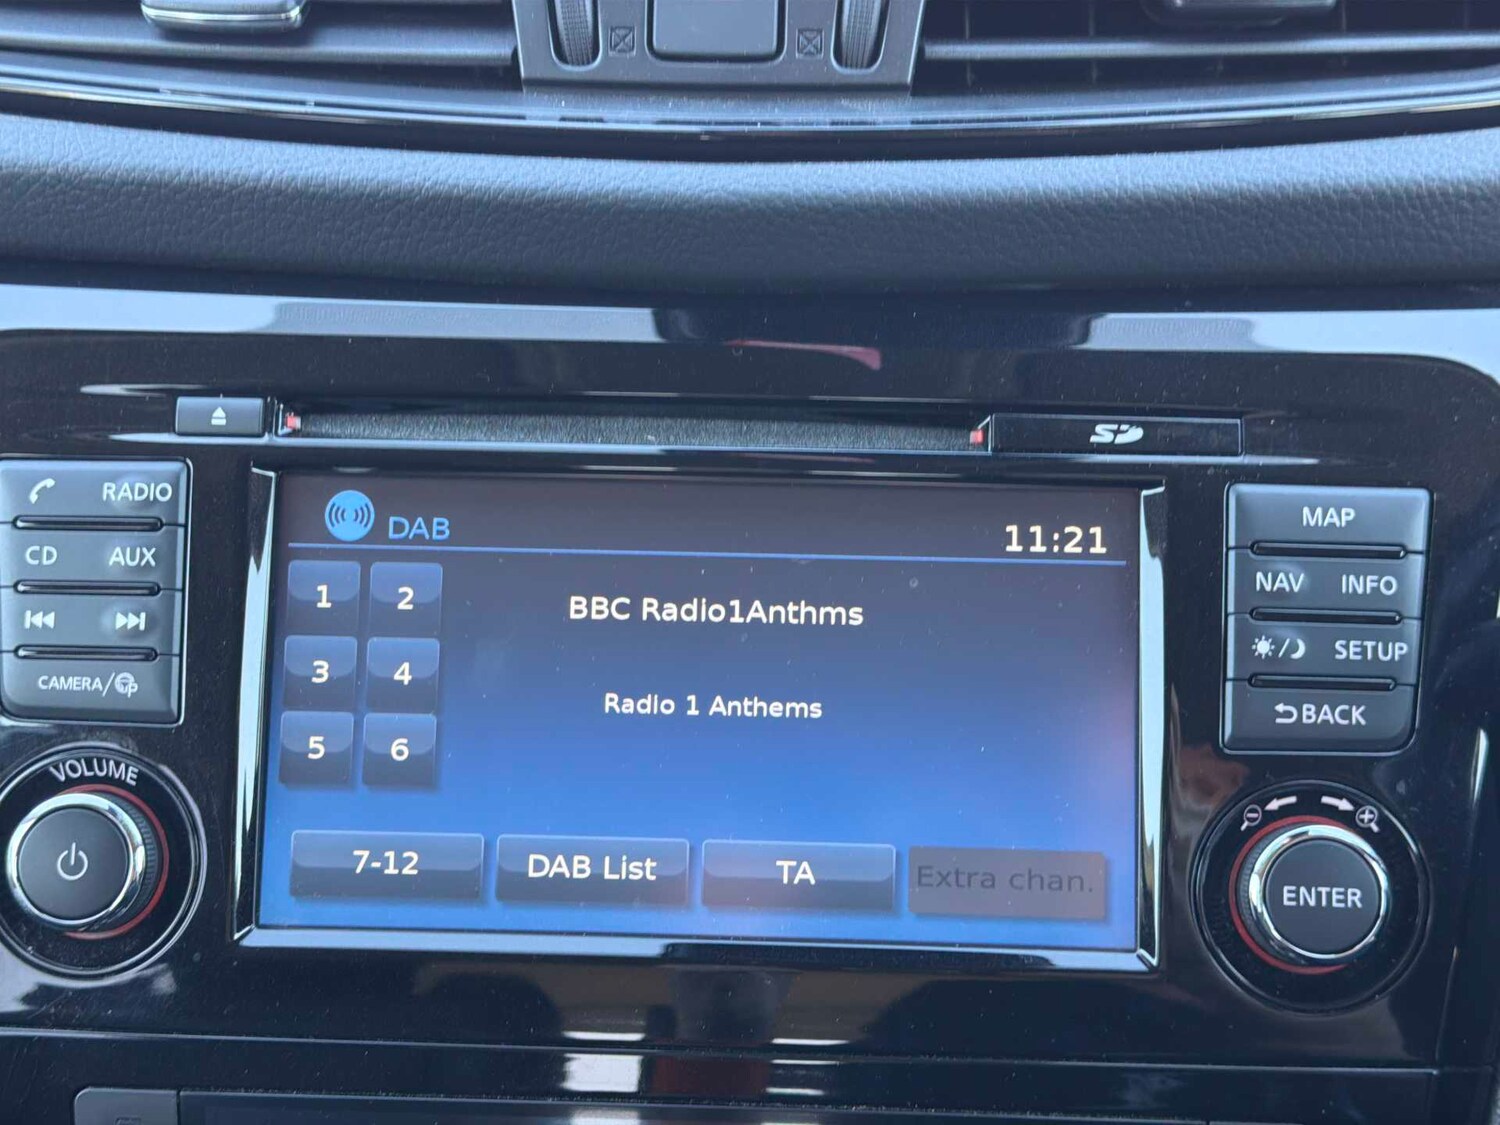 SD
RADIO
CD AUX
CAMERA/
VOLUME
DAB
11:21
1 2
3 4
5 6
BBC Radio1Anthms
Radio 1 Anthems
7-12 DAB List TA Extra chan.
MAP
NAV INFO
/ SETUP
BACK
ENTER